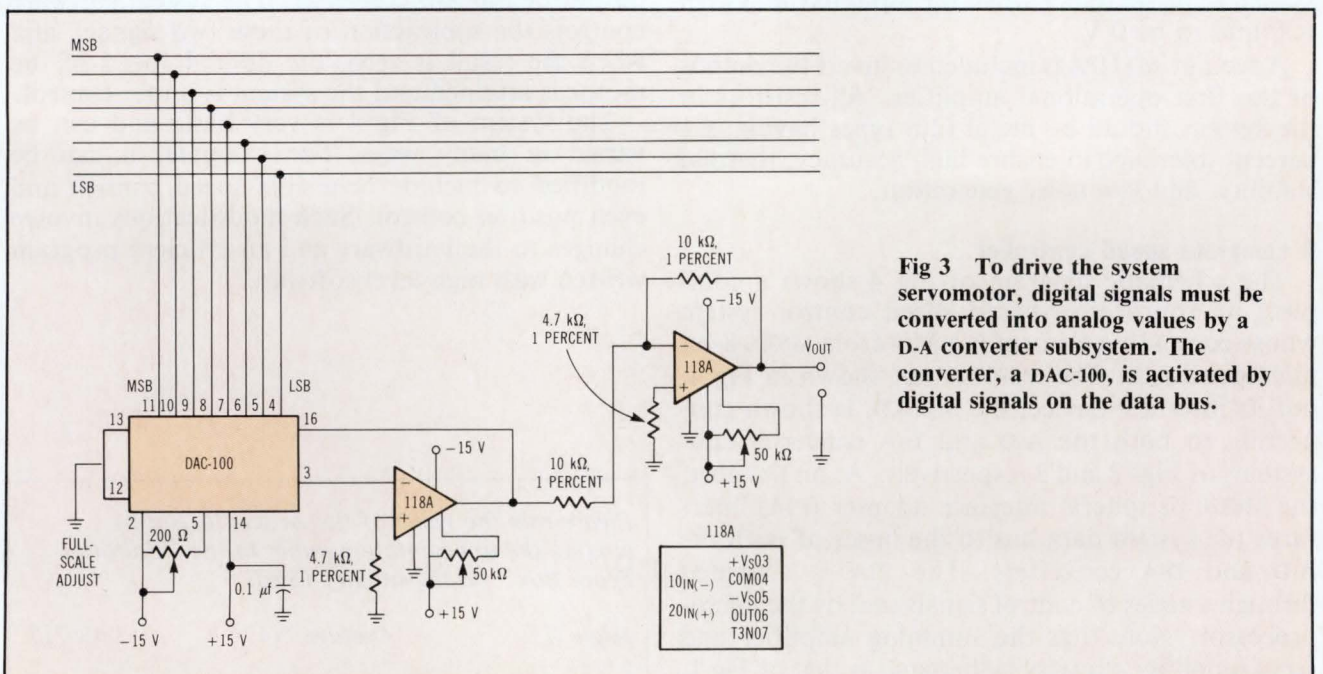 MSB
LSB
10 kΩ,
1 PERCENT
−15 V
4.7 kΩ,
1 PERCENT
118A
VOUT
50 kΩ
+15 V
Fig 3 To drive the system
servomotor, digital signals must be
converted into analog values by a
D-A converter subsystem. The
converter, a DAC-100, is activated by
digital signals on the data bus.
MSB
LSB
11 10 9 8 7 6 5 4
13
16
DAC-100
3
12
2 5 14
FULL-
SCALE
ADJUST
200 Ω
0.1 μf
−15 V
+15 V
−15 V
118A
4.7 kΩ,
1 PERCENT
50 kΩ
+15 V
10 kΩ,
1 PERCENT
118A
+VS03
10IN(−) COM04
−VS05
20IN(+) OUT06
T3N07